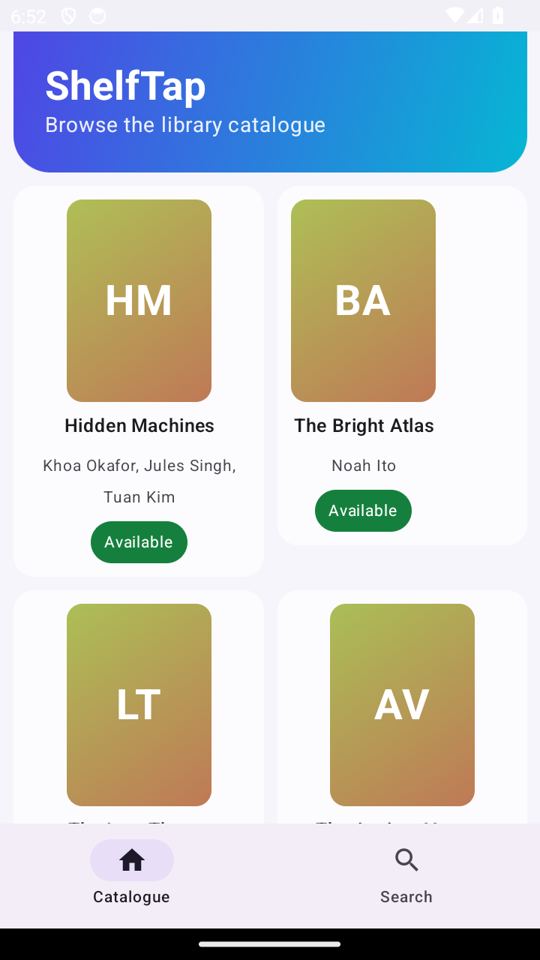 6:52
ShelfTap
Browse the library catalogue
HM
Hidden Machines
Khoa Okafor, Jules Singh,
Tuan Kim
Available
BA
The Bright Atlas
Noah Ito
Available
LT
AV
Catalogue
Search